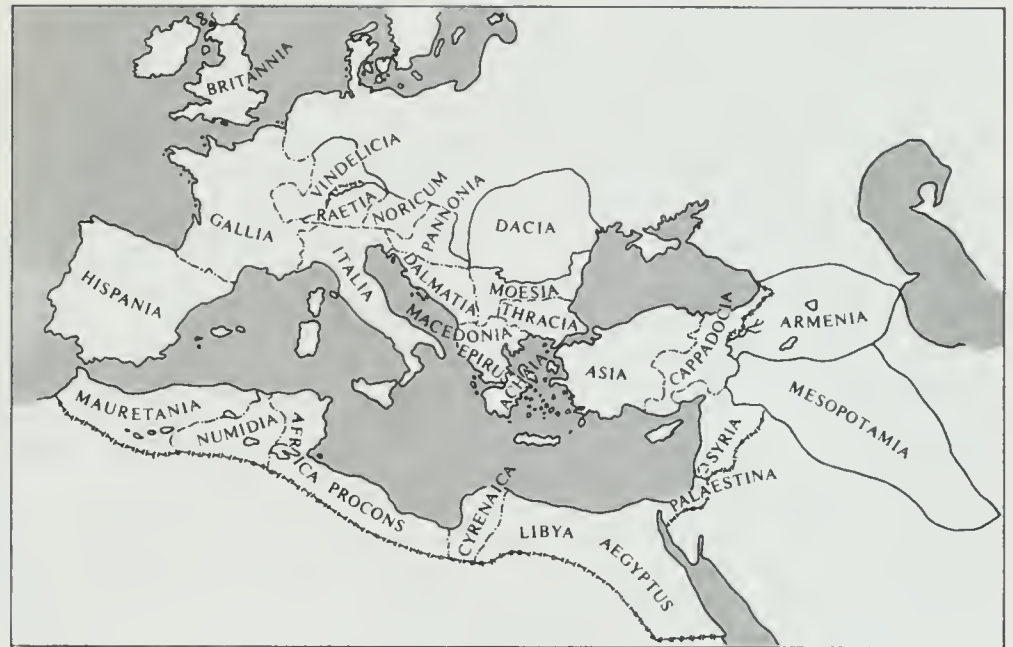 BRITANNIA
VINDELICIA
RAETIA
NORICUM
PANNONIA
GALLIA
DACIA
HISPANIA
ITALIA
DALMATIA
MOESIA
THRACIA
MACEDONIA
EPIRU
ACHAIA
ASIA
CAPPADOCIA
ARMENIA
MESOPOTAMIA
SYRIA
PALAESTINA
MAURETANIA
NUMIDIA
AFRICA PROCONS
CYRENAICA
LIBYA
AEGYPTUS